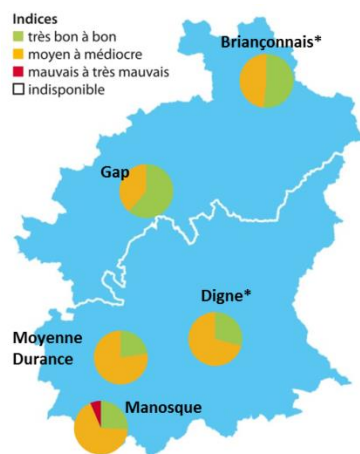 Indices
très bon à bon
moyen à médiocre
mauvais à très mauvais
indisponible
Briançonnais*
Gap
Digne*
Moyenne
Durance
Manosque